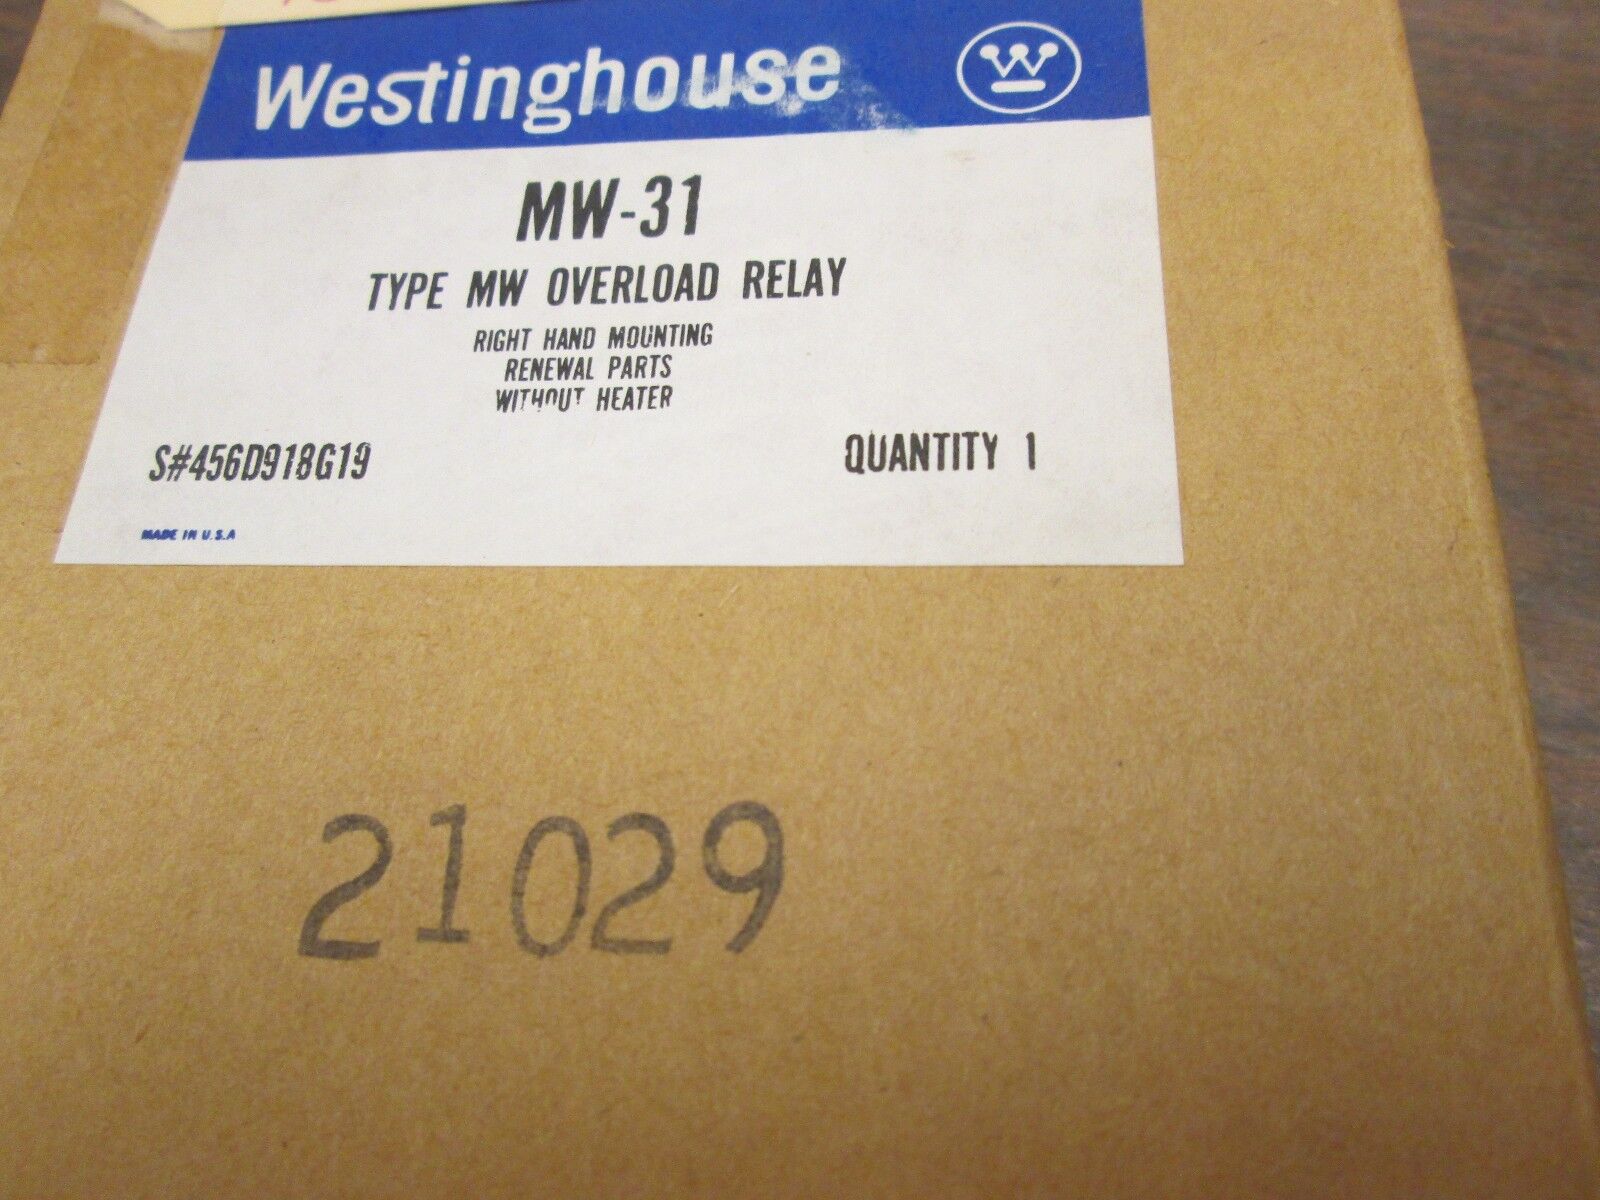 Westinghouse W
MW-31
TYPE MW OVERLOAD RELAY
RIGHT HAND MOUNTING
RENEWAL PARTS
WITHOUT HEATER
S#456D918G19 QUANTITY 1
MADE IN U.S.A
21029